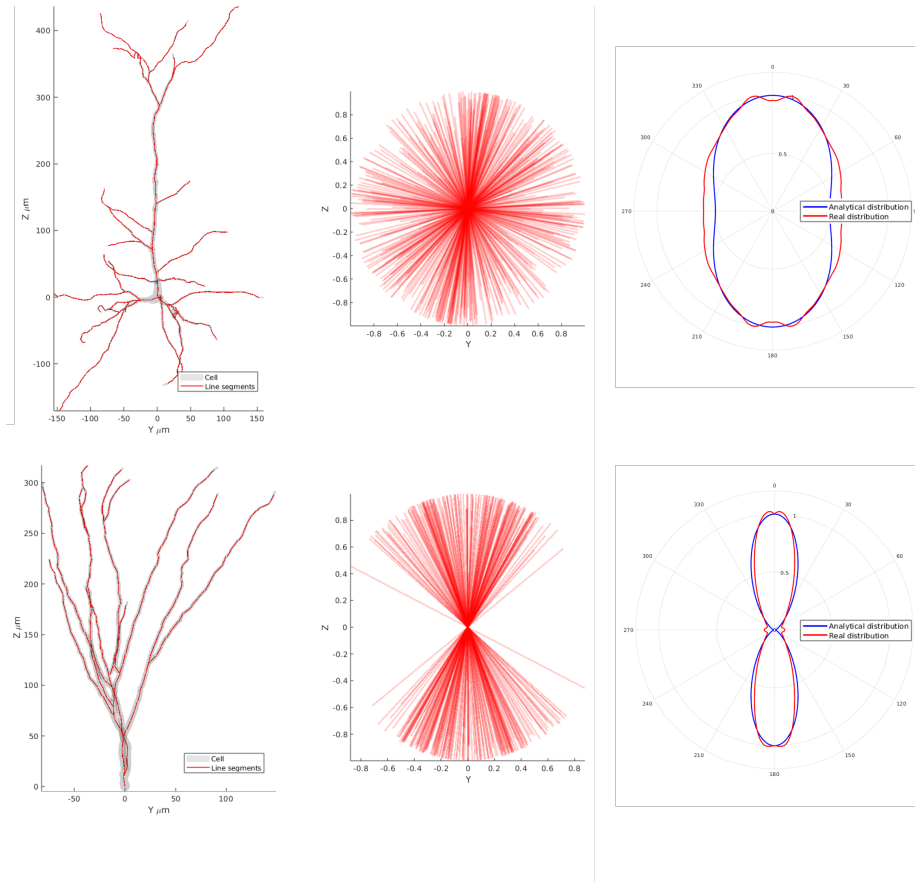 400
300
200
100
0
-100
Z μm
-150 -100 -50 0 50 100 150
Y μm
Cell
Line segments
0.8
0.6
0.4
0.2
0
-0.2
-0.4
-0.6
-0.8
Z
-0.8 -0.6 -0.4 -0.2 0 0.2 0.4 0.6 0.8
Y
0
330 30
300 60
0.5
270 0
Analytical distribution
Real distribution
240 120
210 150
180
300
250
200
150
100
50
0
Z μm
-50 0 50 100
Y μm
Cell
Line segments
0.8
0.6
0.4
0.2
0
-0.2
-0.4
-0.6
-0.8
Z
-0.8 -0.6 -0.4 -0.2 0 0.2 0.4 0.6 0.8
Y
0
330 30
1
300 60
0.5
270 0
Analytical distribution
Real distribution
240 120
210 150
180